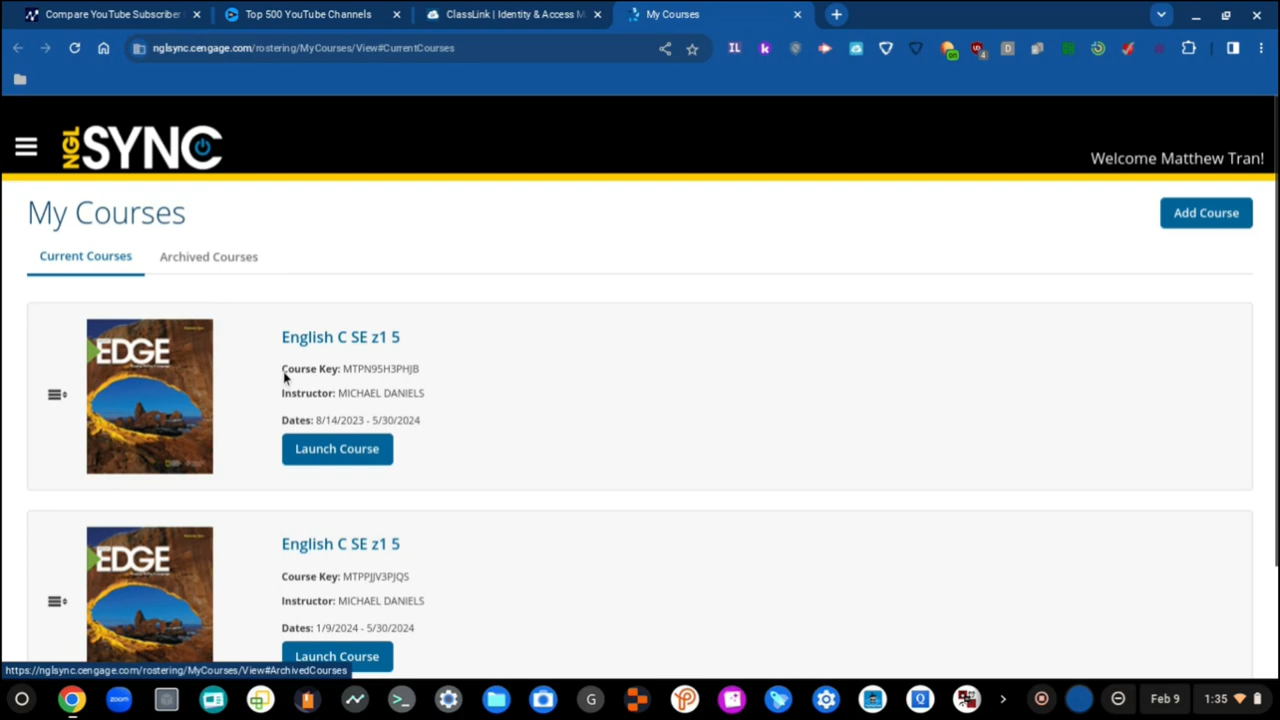 Compare YouTube Subscriber
Top 500 YouTube Channels
ClassLink | Identity & Access M
My Courses
nglsync.cengage.com/rostering/MyCourses/View#CurrentCourses
NGL SYNC
Welcome Matthew Tran!
My Courses
Add Course
Current Courses
Archived Courses
EDGE
English C SE z1 5
Course Key: MTPN95H3PHJB
Instructor: MICHAEL DANIELS
Dates: 8/14/2023 - 5/30/2024
Launch Course
EDGE
English C SE z1 5
Course Key: MTPPJJV3PJQS
Instructor: MICHAEL DANIELS
Dates: 1/9/2024 - 5/30/2024
Launch Course
https://nglsync.cengage.com/rostering/MyCourses/View#ArchivedCourses
zoom
G
Q
Feb 9
1:35